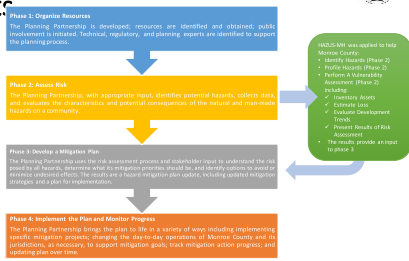 Phase 1: Organize Resources
The Planning Partnership is developed; resources are identified and obtained; public
involvement is initiated. Technical, regulatory, and planning experts are identified to support
the planning process.
Phase 2: Assess Risk
The Planning Partnership, with appropriate input, identifies potential hazards, collects data,
and evaluates the characteristics and potential consequences of the natural and man-made
hazards on a community.
Phase 3: Develop a Mitigation Plan
The Planning Partnership uses the risk assessment process and stakeholder input to understand the risk
posed by all hazards, determine what its mitigation priorities should be, and identify options to avoid or
minimize undesired effects. The results are a hazard mitigation plan update, including updated mitigation
strategies and a plan for implementation.
Phase 4: Implement the Plan and Monitor Progress
The Planning Partnership brings the plan to life in a variety of ways including implementing
specific mitigation projects; changing the day-to-day operations of Monroe County and its
jurisdictions, as necessary, to support mitigation goals; track mitigation action progress; and
updating plan over time.
HAZUS-MH was applied to help
Monroe County:
• Identify Hazards (Phase 2)
• Profile Hazards (Phase 2)
• Perform A Vulnerability
Assessment (Phase 2)
including:
✓ Inventory Assets
✓ Estimate Loss
✓ Evaluate Development
Trends
✓ Present Results of Risk
Assessment
• The results provide an input
to phase 3